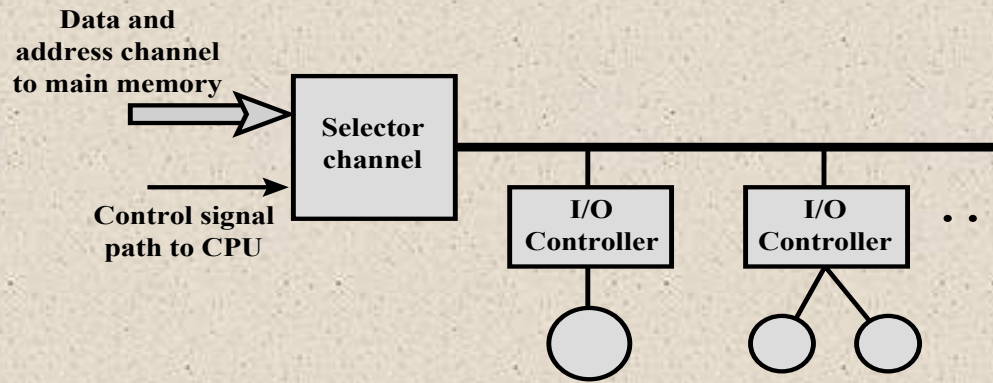 Data and
address channel
to main memory
Selector
channel
Control signal
path to CPU
I/O
Controller
I/O
Controller
. .